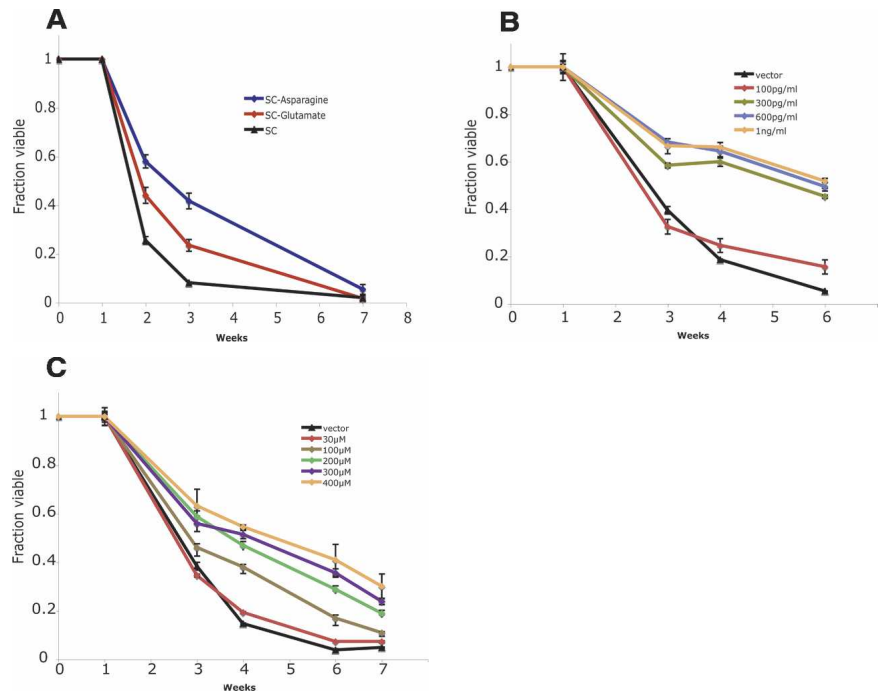 A
Fraction viable
1
0.8
0.6
0.4
0.2
0
SC-Asparagine
SC-Glutamate
SC
0 1 2 3 4 5 6 7 8
Weeks
B
Fraction viable
1
0.8
0.6
0.4
0.2
0
vector
100pg/ml
300pg/ml
600pg/ml
1ng/ml
0 1 2 3 4 5 6
Weeks
C
Fraction viable
1
0.8
0.6
0.4
0.2
0
vector
30µM
100µM
200µM
300µM
400µM
0 1 2 3 4 5 6 7
Weeks